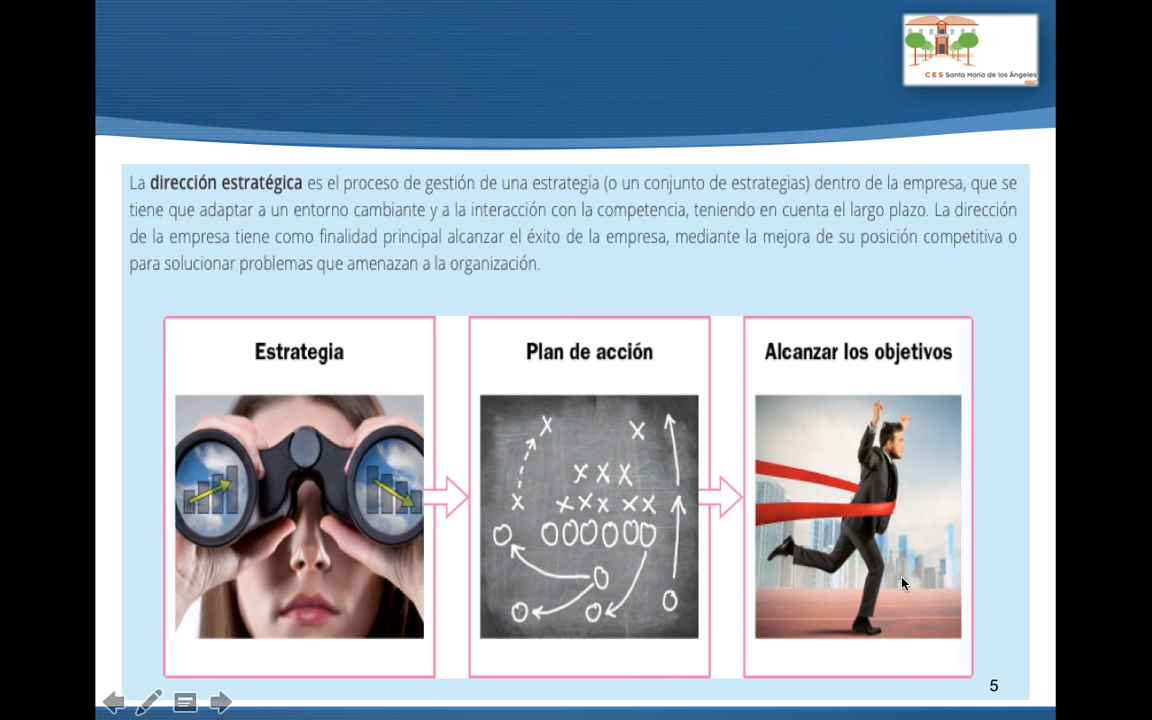 C E S Santa María de los Ángeles
La dirección estratégica es el proceso de gestión de una estrategia (o un conjunto de estrategias) dentro de la empresa, que se
tiene que adaptar a un entorno cambiante y a la interacción con la competencia, teniendo en cuenta el largo plazo. La dirección
de la empresa tiene como finalidad principal alcanzar el éxito de la empresa, mediante la mejora de su posición competitiva o
para solucionar problemas que amenazan a la organización.
Estrategia
Plan de acción
Alcanzar los objetivos
5